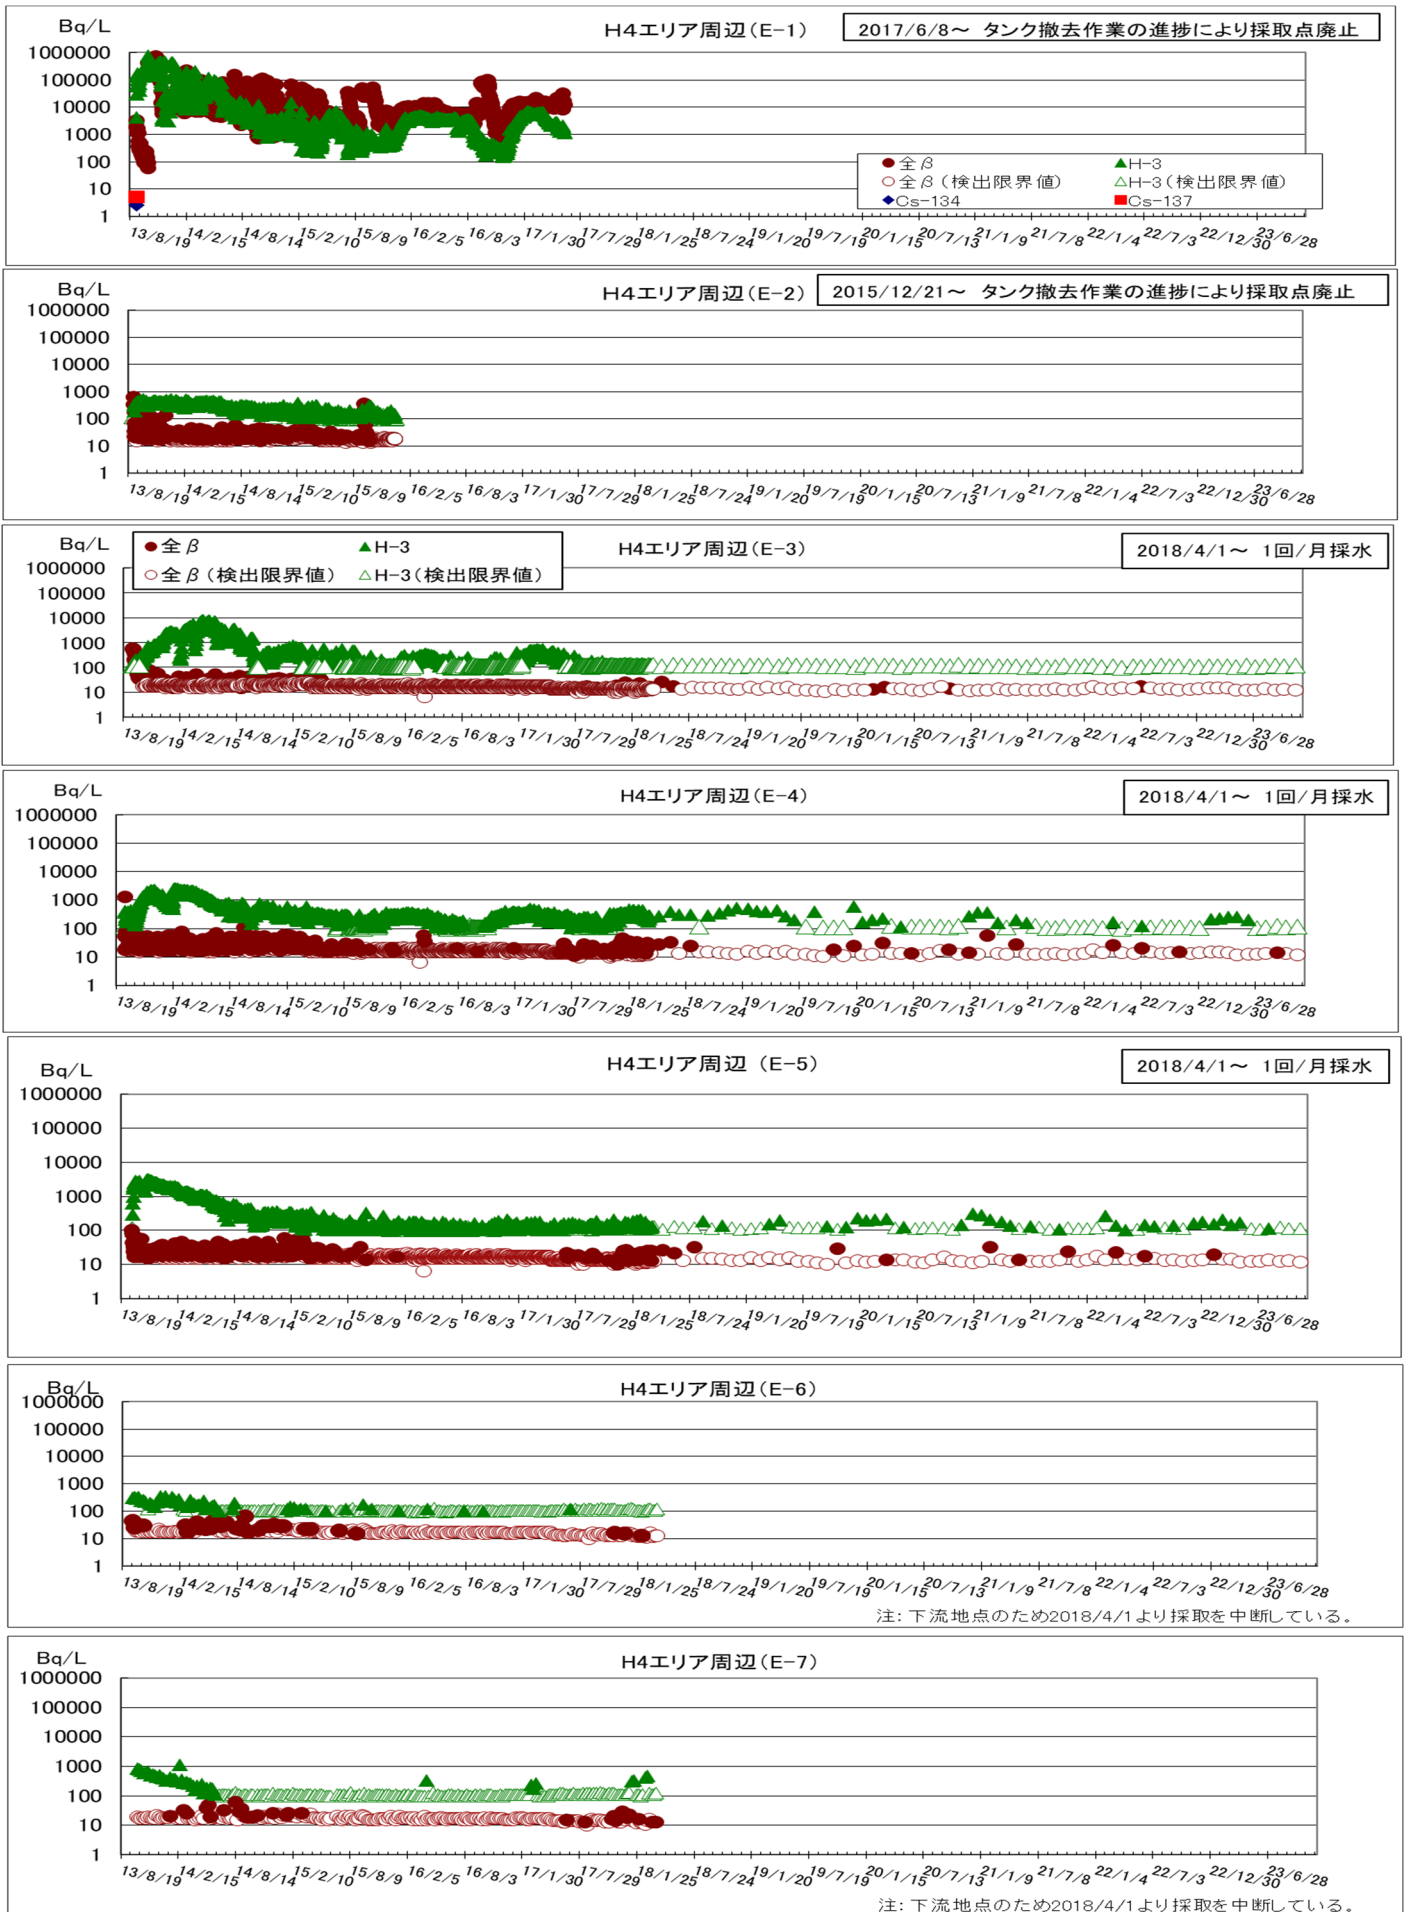 Bq/L
H4エリア周辺(E-1)
2017/6/8～ タンク撤去作業の進捗により採取点廃止
1000000
100000
10000
1000
100
10
1
全β
H-3
全β(検出限界値)
H-3(検出限界値)
Cs-134
Cs-137
13/8/19 14/2/15 14/8/14 15/2/10 15/8/9 16/2/5 16/8/3 17/1/30 17/7/29 18/1/25 18/7/24 19/1/20 19/7/19 20/1/15 20/7/13 21/1/9 21/7/8 22/1/4 22/7/3 22/12/30 23/6/28
Bq/L
H4エリア周辺(E-2)
2015/12/21～ タンク撤去作業の進捗により採取点廃止
1000000
100000
10000
1000
100
10
1
13/8/19 14/2/15 14/8/14 15/2/10 15/8/9 16/2/5 16/8/3 17/1/30 17/7/29 18/1/25 18/7/24 19/1/20 19/7/19 20/1/15 20/7/13 21/1/9 21/7/8 22/1/4 22/7/3 22/12/30 23/6/28
Bq/L
全β
H-3
全β(検出限界値)
H-3(検出限界値)
H4エリア周辺(E-3)
2018/4/1～ 1回/月採水
1000000
100000
10000
1000
100
10
1
13/8/19 14/2/15 14/8/14 15/2/10 15/8/9 16/2/5 16/8/3 17/1/30 17/7/29 18/1/25 18/7/24 19/1/20 19/7/19 20/1/15 20/7/13 21/1/9 21/7/8 22/1/4 22/7/3 22/12/30 23/6/28
Bq/L
H4エリア周辺(E-4)
2018/4/1～ 1回/月採水
1000000
100000
10000
1000
100
10
1
13/8/19 14/2/15 14/8/14 15/2/10 15/8/9 16/2/5 16/8/3 17/1/30 17/7/29 18/1/25 18/7/24 19/1/20 19/7/19 20/1/15 20/7/13 21/1/9 21/7/8 22/1/4 22/7/3 22/12/30 23/6/28
Bq/L
H4エリア周辺 (E-5)
2018/4/1～ 1回/月採水
1000000
100000
10000
1000
100
10
1
13/8/19 14/2/15 14/8/14 15/2/10 15/8/9 16/2/5 16/8/3 17/1/30 17/7/29 18/1/25 18/7/24 19/1/20 19/7/19 20/1/15 20/7/13 21/1/9 21/7/8 22/1/4 22/7/3 22/12/30 23/6/28
Bq/L
H4エリア周辺(E-6)
1000000
100000
10000
1000
100
10
1
13/8/19 14/2/15 14/8/14 15/2/10 15/8/9 16/2/5 16/8/3 17/1/30 17/7/29 18/1/25 18/7/24 19/1/20 19/7/19 20/1/15 20/7/13 21/1/9 21/7/8 22/1/4 22/7/3 22/12/30 23/6/28
注: 下流地点のため2018/4/1より採取を中断している。
Bq/L
H4エリア周辺(E-7)
1000000
100000
10000
1000
100
10
1
13/8/19 14/2/15 14/8/14 15/2/10 15/8/9 16/2/5 16/8/3 17/1/30 17/7/29 18/1/25 18/7/24 19/1/20 19/7/19 20/1/15 20/7/13 21/1/9 21/7/8 22/1/4 22/7/3 22/12/30 23/6/28
注: 下流地点のため2018/4/1より採取を中断している。